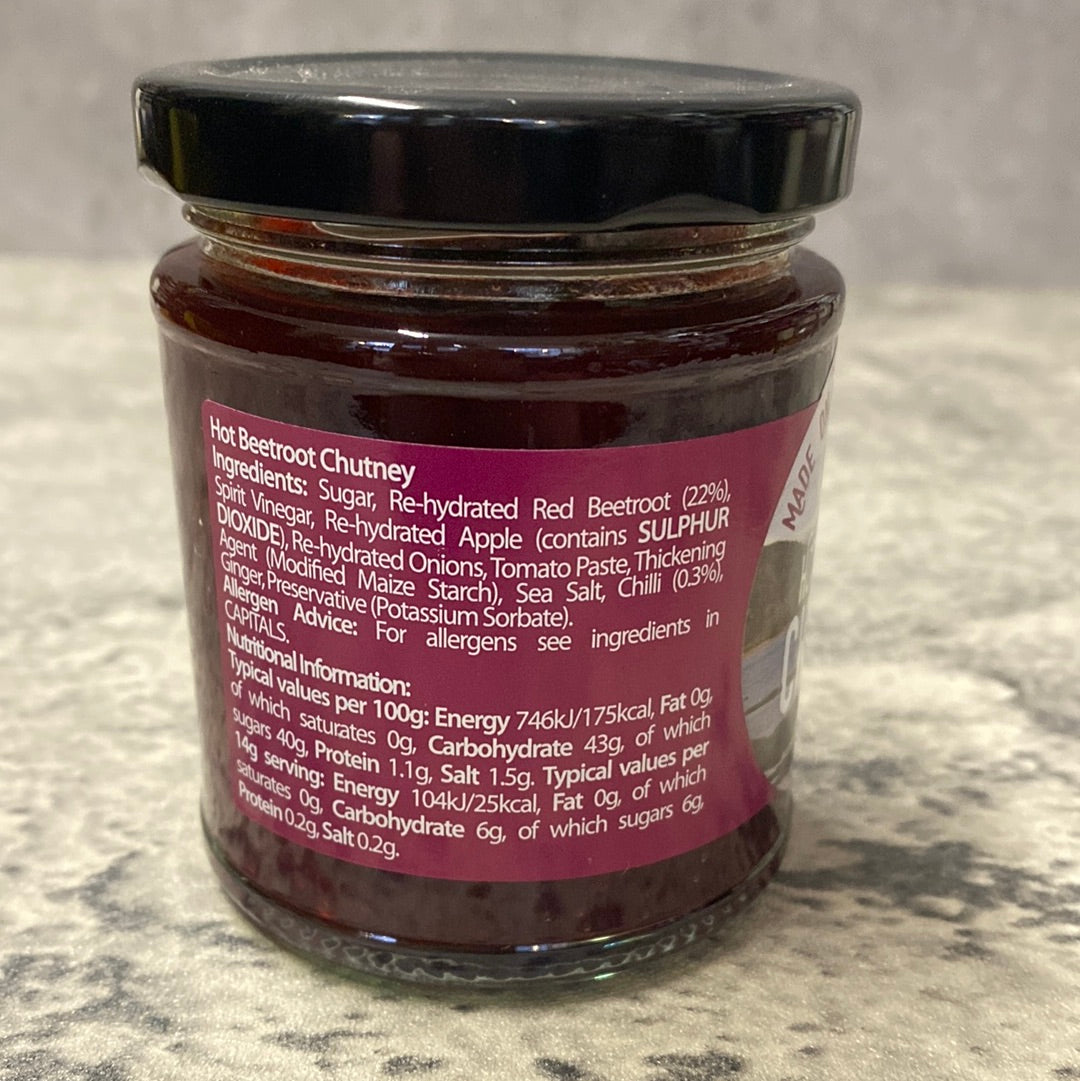 Hot Beetroot Chutney
Ingredients: Sugar, Re-hydrated Red Beetroot (22%),
Spirit Vinegar, Re-hydrated Apple (contains SULPHUR
DIOXIDE), Re-hydrated Onions, Tomato Paste, Thickening
Agent (Modified Maize Starch), Sea Salt, Chilli (0.3%),
Ginger, Preservative (Potassium Sorbate).
Allergen Advice: For allergens see ingredients in
CAPITALS.
Nutritional Information:
Typical values per 100g: Energy 746kJ/175kcal, Fat 0g,
of which saturates 0g, Carbohydrate 43g, of which
sugars 40g, Protein 1.1g, Salt 1.5g. Typical values per
14g serving: Energy 104kJ/25kcal, Fat 0g, of which
saturates 0g, Carbohydrate 6g, of which sugars 6g,
Protein 0.2g, Salt 0.2g.
MADE